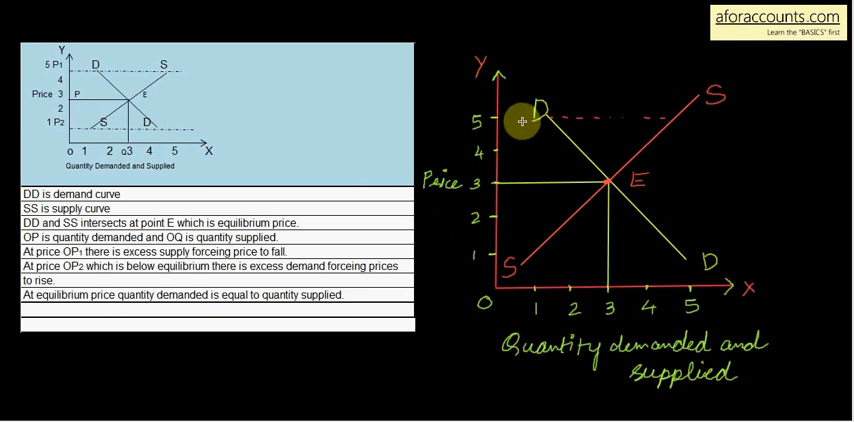 aforaccounts.com
Learn the "BASICS" first
Y
5 P1
D
S
4
Price 3 P
E
2
1 P2
S
D
0 1 2 Q3 4 5 X
Quantity Demanded and Supplied
DD is demand curve
SS is supply curve
DD and SS intersects at point E which is equilibrium price.
OP is quantity demanded and OQ is quantity supplied.
At price OP1 there is excess supply forceing price to fall.
At price OP2 which is below equilibrium there is excess demand forceing prices
to rise.
At equilibrium price quantity demanded is equal to quantity supplied.
Y
S
D
5
4
Price 3
E
2
1
S
D
0 1 2 3 4 5 X
Quantity demanded and
supplied